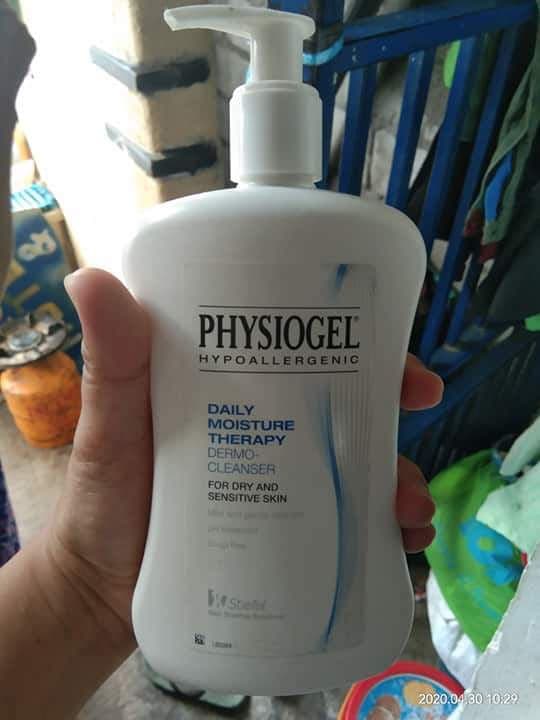 PHYSIOGEL®
HYPOALLERGENIC
DAILY
MOISTURE
THERAPY
DERMO-
CLEANSER
FOR DRY AND
SENSITIVE SKIN
Stiefel
2020.04.30 10:29